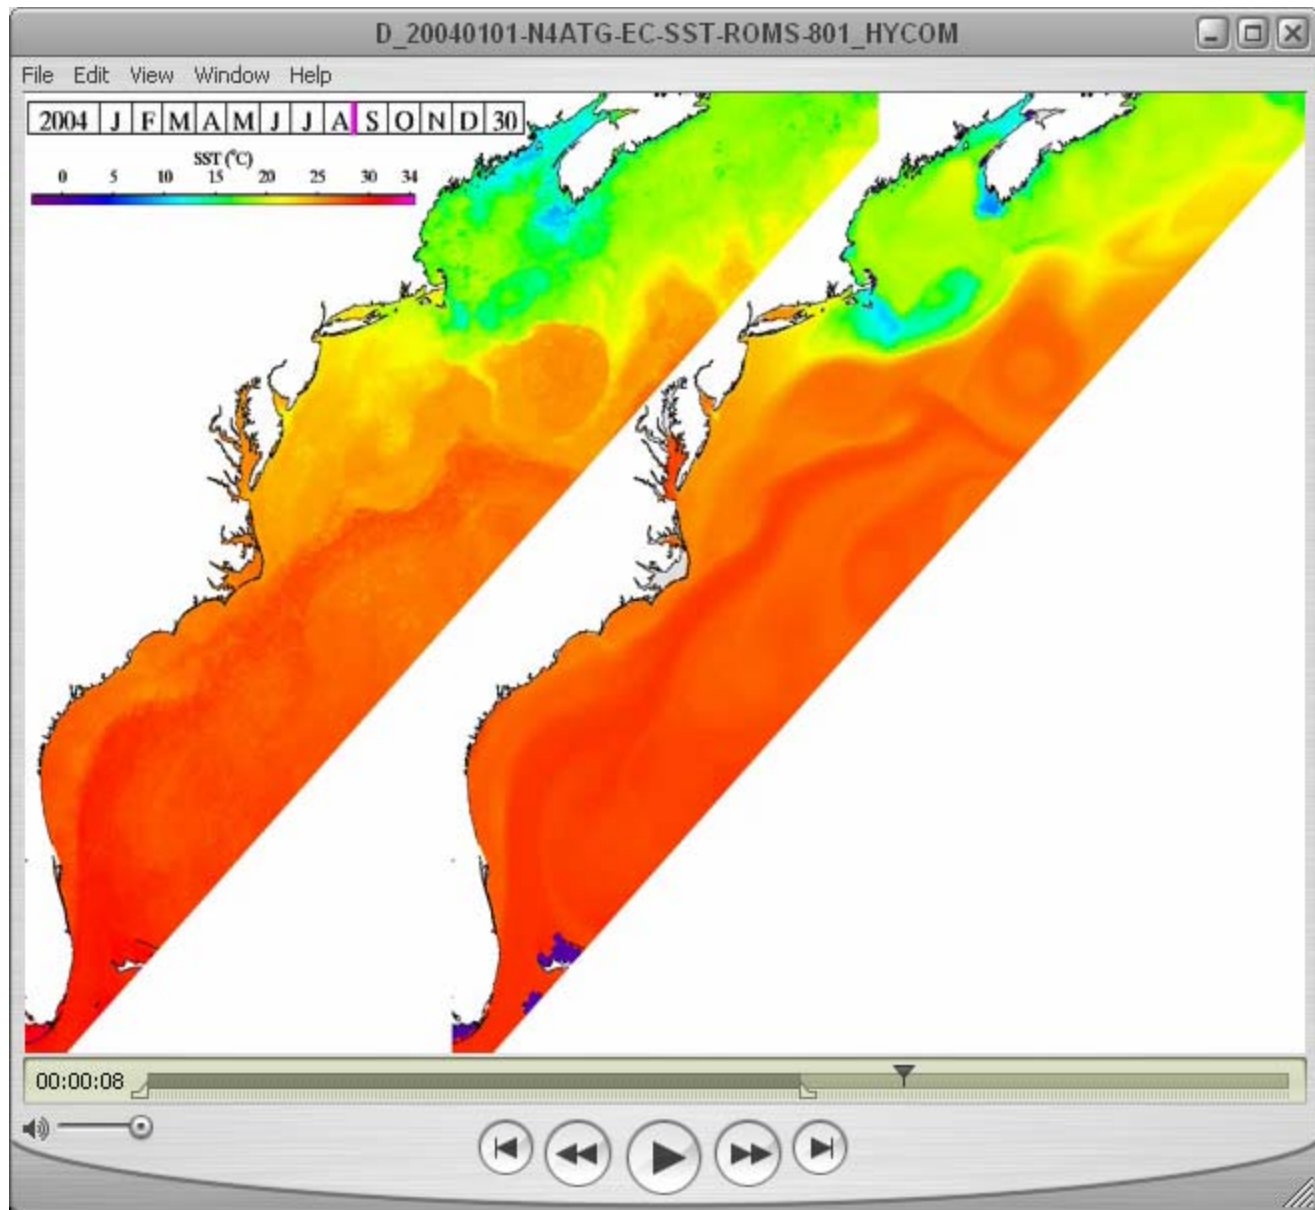 D_20040101-N4ATG-EC-SST-ROMS-801_HYCOM
File Edit View Window Help
2004 J F M A M J J A S O N D 30
SST (°C)
0 5 10 15 20 25 30 34
00:00:08